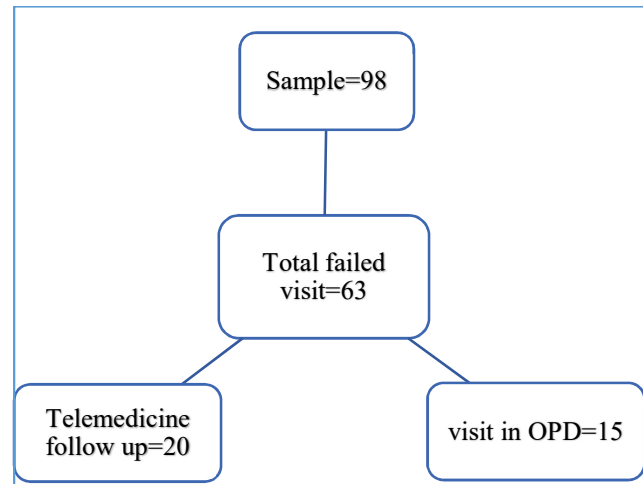 Sample=98
Total failed
visit=63
Telemedicine
follow up=20
visit in OPD=15